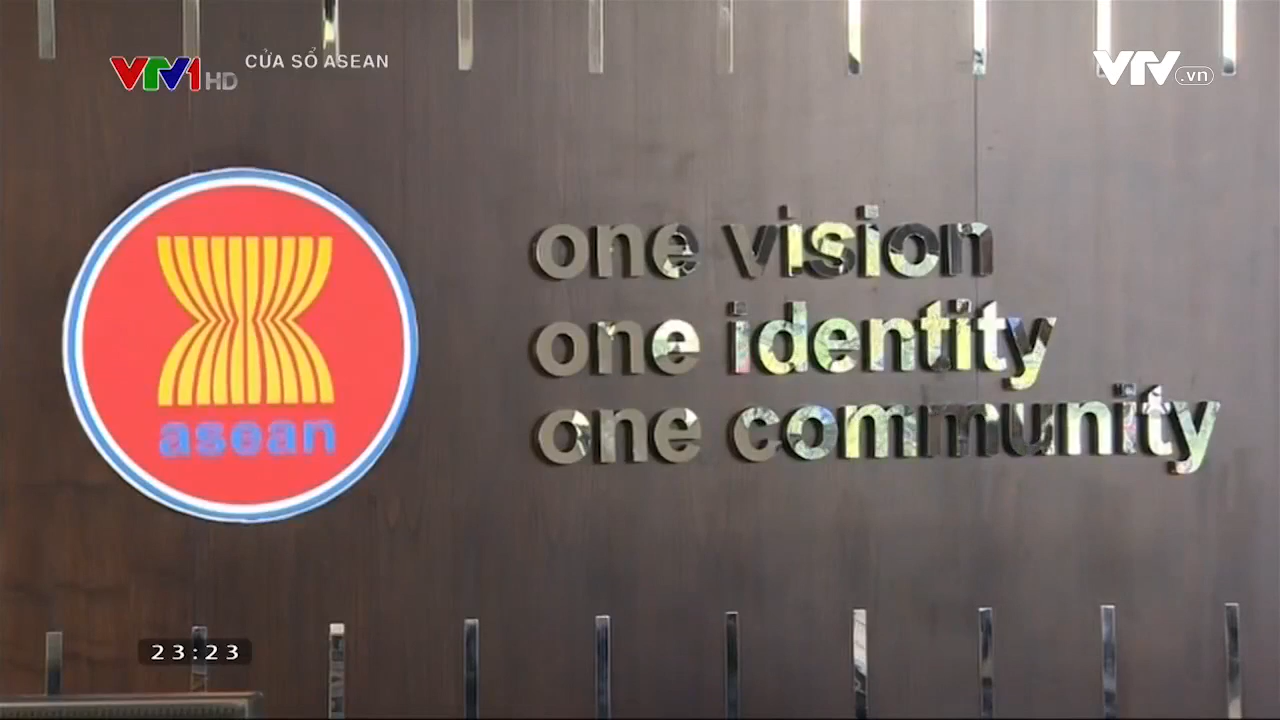 VTV1 HD CỬA SỔ ASEAN
VTV.vn
one vision
one identity
one community
asean
23:23